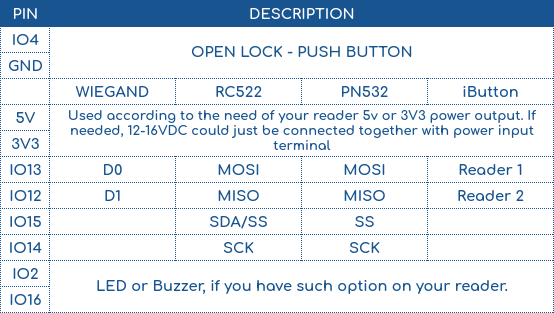 PIN DESCRIPTION
IO4
OPEN LOCK - PUSH BUTTON
GND
WIEGAND RC522 PN532 iButton
5V
Used according to the need of your reader 5v or 3V3 power output. If
needed, 12-16VDC could just be connected together with power input
terminal
3V3
IO13 D0 MOSI MOSI Reader 1
IO12 D1 MISO MISO Reader 2
IO15 SDA/SS SS
IO14 SCK SCK
IO2
LED or Buzzer, if you have such option on your reader.
IO16